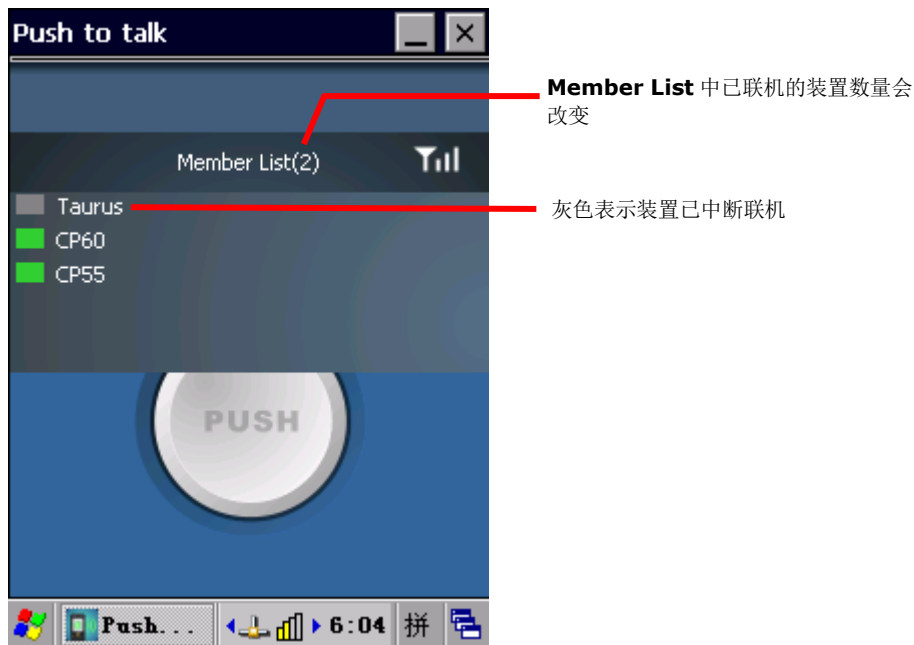 Push to talk
Member List 中已联机的装置数量会
改变
Member List(2)
Taurus
灰色表示装置已中断联机
CP60
CP55
PUSH
Push... 6:04 拼